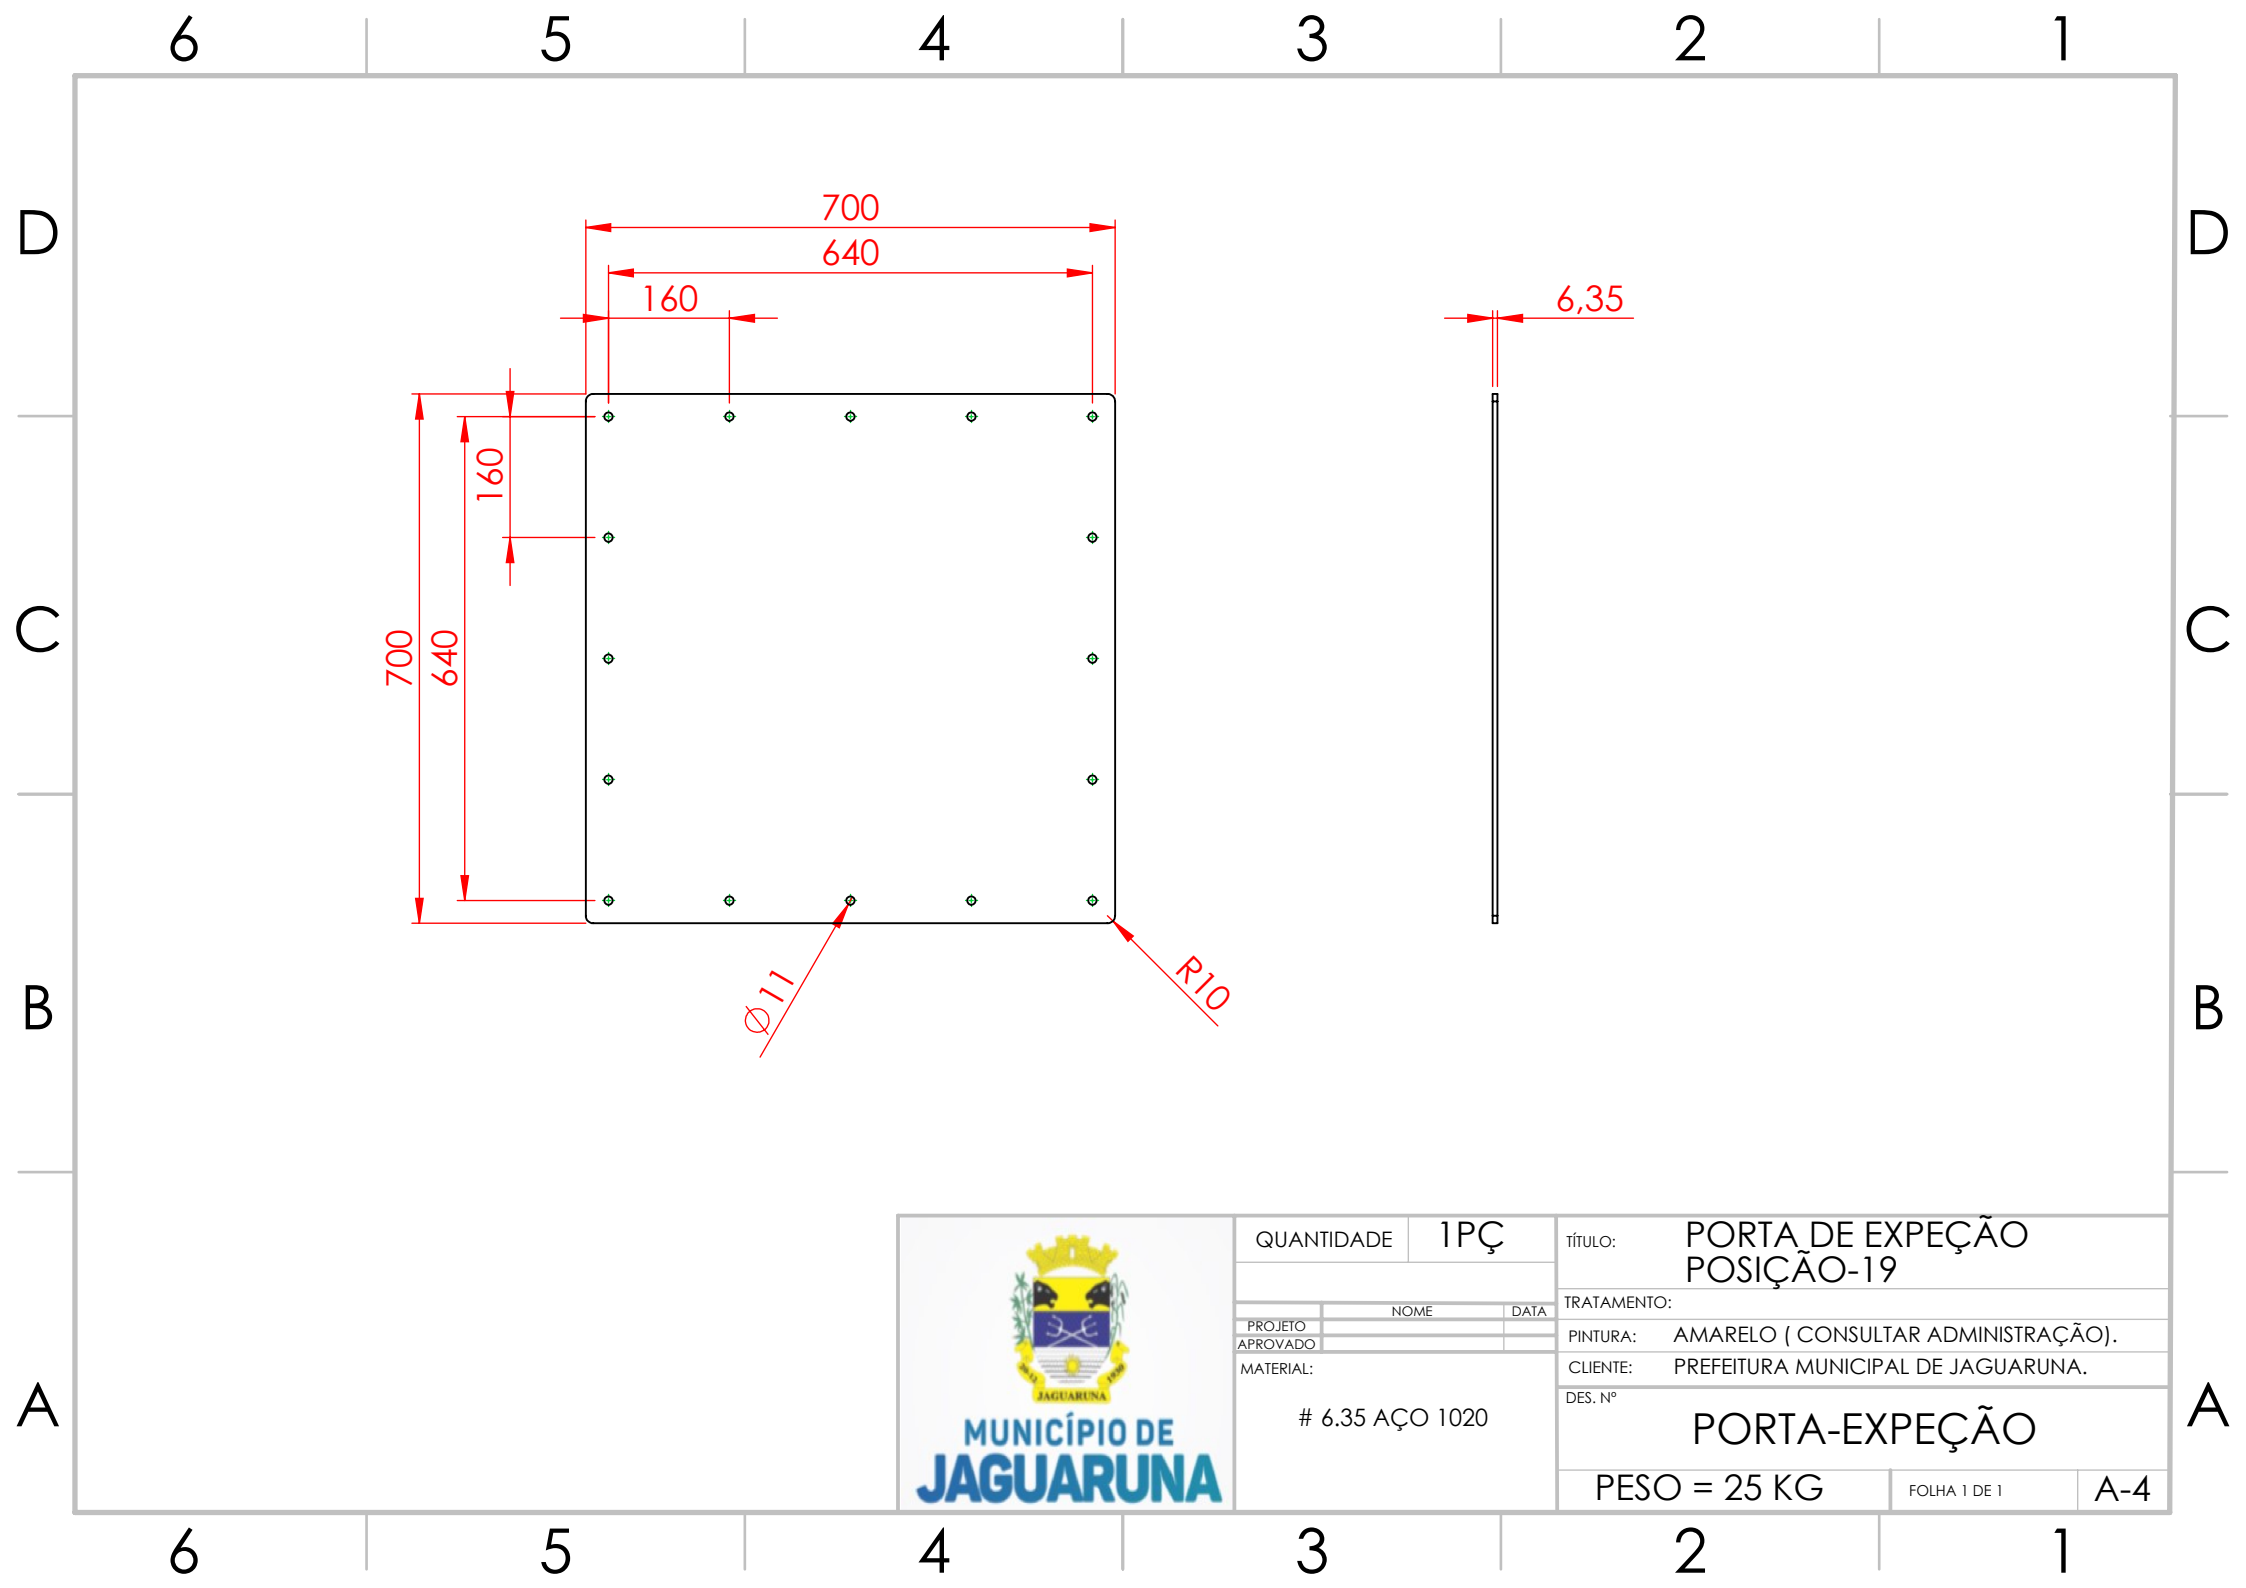 6 5 4 3 2 1
D D
700
640
160 6,35
160
C C
700
640
B B
Ø 11
R10
QUANTIDADE 1PÇ
TÍTULO: PORTA DE EXPEÇÃO
POSIÇÃO-19
TRATAMENTO:
NOME DATA
PROJETO
APROVADO
PINTURA: AMARELO ( CONSULTAR ADMINISTRAÇÃO).
CLIENTE: PREFEITURA MUNICIPAL DE JAGUARUNA.
MATERIAL:
# 6.35 AÇO 1020
DES. Nº
PORTA-EXPEÇÃO
PESO = 25 KG FOLHA 1 DE 1 A-4
1930
JAGUARUNA
MUNICÍPIO DE
JAGUARUNA
A A
6 5 4 3 2 1